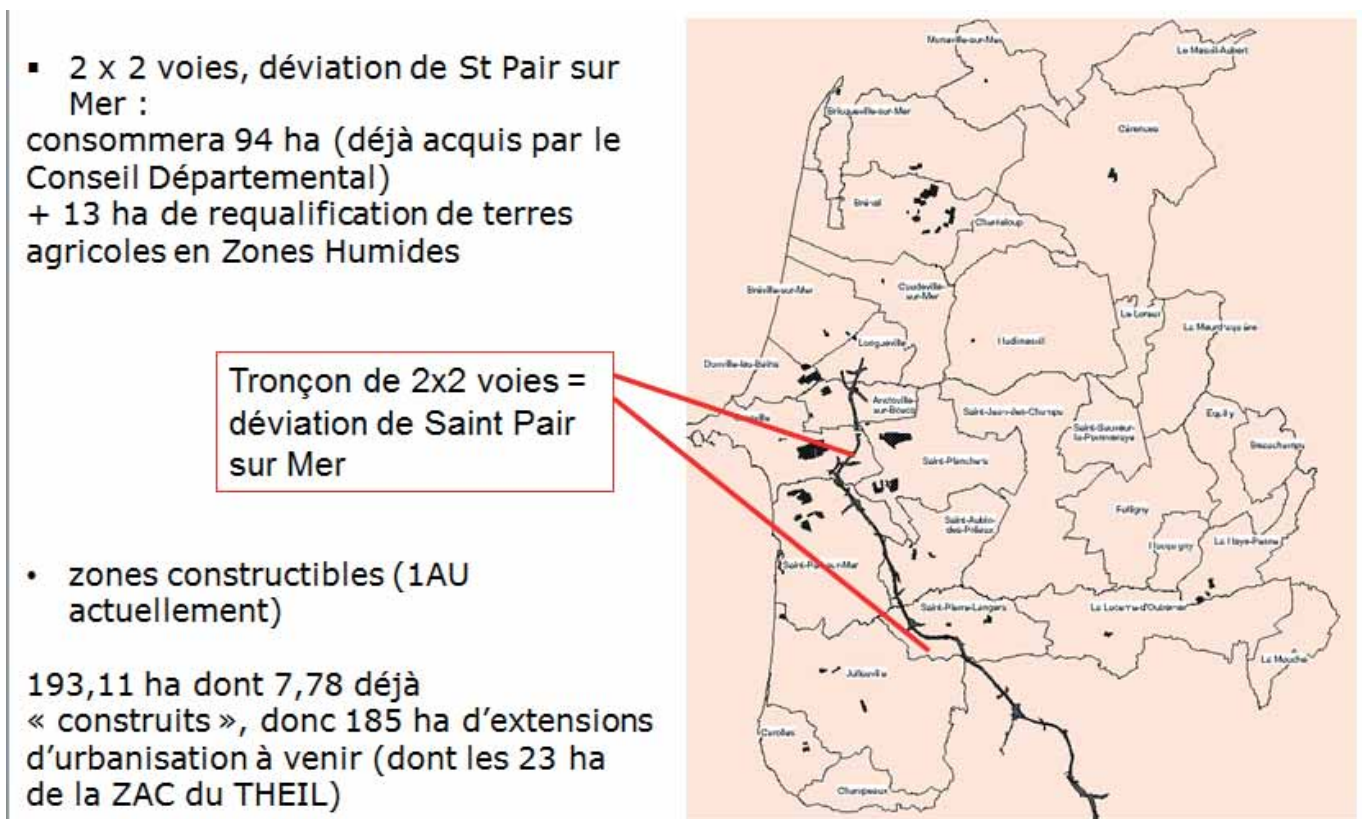 ▪ 2 x 2 voies, déviation de St Pair sur
Mer :
consommera 94 ha (déjà acquis par le
Conseil Départemental)
+ 13 ha de requalification de terres
agricoles en Zones Humides
Tronçon de 2x2 voies =
déviation de Saint Pair
sur Mer
• zones constructibles (1AU
actuellement)
193,11 ha dont 7,78 déjà
« construits », donc 185 ha d’extensions
d’urbanisation à venir (dont les 23 ha
de la ZAC du THEIL)
Le Mesnil-Aubert
Bricqueville-sur-Mer
Cérences
Bréhal
Chanteloup
Bréville-sur-Mer
Coudeville-
sur-Mer
Le Loreur
La Meurdraquière
Longueville
Hudimesnil
Donville-les-Bains
Anctoville-
sur-Boscq
Saint-Jean-des-Champs
Equilly
Saint-Sauveur-
la-Pommeraye
Beauchamps
Saint-Planchers
Folligny
Saint-Aubin-
des-Préaux
Hocquigny
La Haye-Pesnel
Saint-Pair-sur-Mer
Saint-Pierre-Langers
La Lucerne-d'Outremer
La Mouche
Jullouville
Carolles
Champeaux